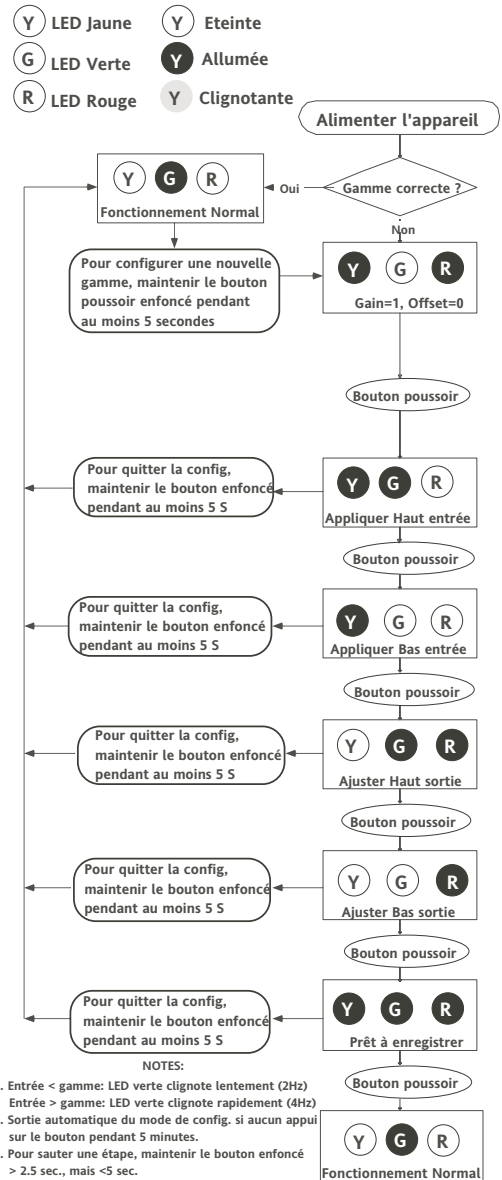 Y LED Jaune Y Eteinte
G LED Verte Y Allumée
R LED Rouge Y Clignotante
Alimenter l'appareil
Gamme correcte ?
Oui
Non
Y G R
Fonctionnement Normal
Pour configurer une nouvelle
gamme, maintenir le bouton
poussoir enfoncé pendant
au moins 5 secondes
Y G R
Gain=1, Offset=0
Bouton poussoir
Y G R
Appliquer Haut entrée
Pour quitter la config,
maintenir le bouton enfoncé
pendant au moins 5 S
Bouton poussoir
Y G R
Appliquer Bas entrée
Pour quitter la config,
maintenir le bouton enfoncé
pendant au moins 5 S
Bouton poussoir
Y G R
Ajuster Haut sortie
Pour quitter la config,
maintenir le bouton enfoncé
pendant au moins 5 S
Bouton poussoir
Y G R
Ajuster Bas sortie
Pour quitter la config,
maintenir le bouton enfoncé
pendant au moins 5 S
Bouton poussoir
Y G R
Prêt à enregistrer
Pour quitter la config,
maintenir le bouton enfoncé
pendant au moins 5 S
Bouton poussoir
Y G R
Fonctionnement Normal
NOTES:
. Entrée < gamme: LED verte clignote lentement (2Hz)
Entrée > gamme: LED verte clignote rapidement (4Hz)
. Sortie automatique du mode de config. si aucun appui
sur le bouton pendant 5 minutes.
. Pour sauter une étape, maintenir le bouton enfoncé
> 2.5 sec., mais <5 sec.